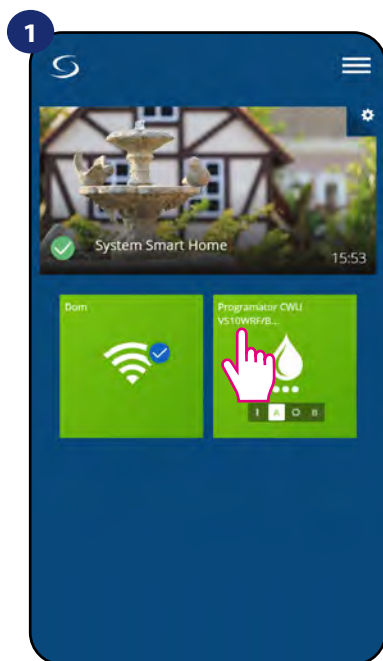 1
System Smart Home
15:53
Dom
Programator CWU
VS10WRF/B...
I A O B